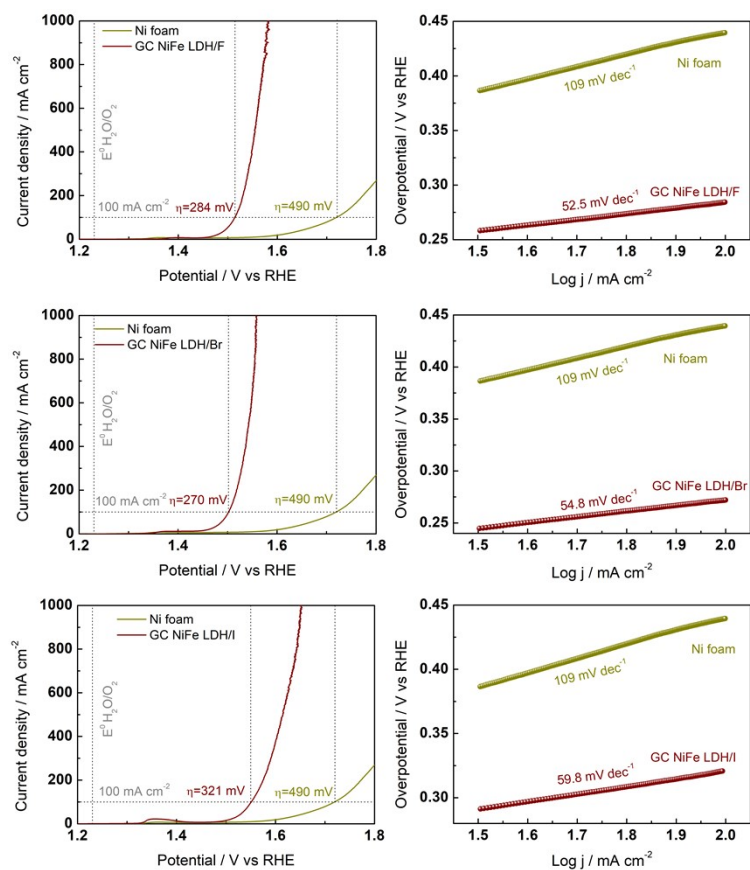 Ni foam
GC NiFe LDH/F
1000
800
600
400
200
0
Current density / mA cm⁻²
E⁰ H₂O/O₂
100 mA cm⁻²
η=284 mV
η=490 mV
1.2
1.4
1.6
1.8
Potential / V vs RHE
0.45
0.40
0.35
0.30
0.25
Overpotential / V vs RHE
109 mV dec⁻¹
Ni foam
52.5 mV dec⁻¹
GC NiFe LDH/F
1.5
1.6
1.7
1.8
1.9
2.0
Log j / mA cm⁻²
Ni foam
GC NiFe LDH/Br
1000
800
600
400
200
0
Current density / mA cm⁻²
E⁰ H₂O/O₂
100 mA cm⁻²
η=270 mV
η=490 mV
1.2
1.4
1.6
1.8
Potential / V vs RHE
0.45
0.40
0.35
0.30
0.25
Overpotential / V vs RHE
109 mV dec⁻¹
Ni foam
54.8 mV dec⁻¹
GC NiFe LDH/Br
1.5
1.6
1.7
1.8
1.9
2.0
Log j / mA cm⁻²
Ni foam
GC NiFe LDH/I
1000
800
600
400
200
0
Current density / mA cm⁻²
E⁰ H₂O/O₂
100 mA cm⁻²
η=321 mV
η=490 mV
1.2
1.4
1.6
1.8
Potential / V vs RHE
0.45
0.40
0.35
0.30
Overpotential / V vs RHE
109 mV dec⁻¹
Ni foam
59.8 mV dec⁻¹
GC NiFe LDH/I
1.5
1.6
1.7
1.8
1.9
2.0
Log j / mA cm⁻²